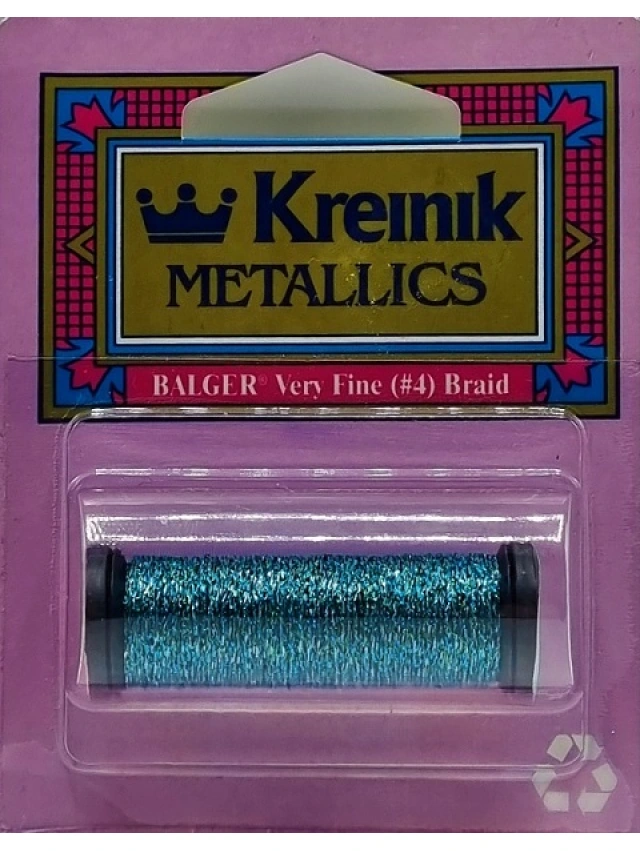 Kreinik
METALLICS
BALGER® Very Fine (#4) Braid